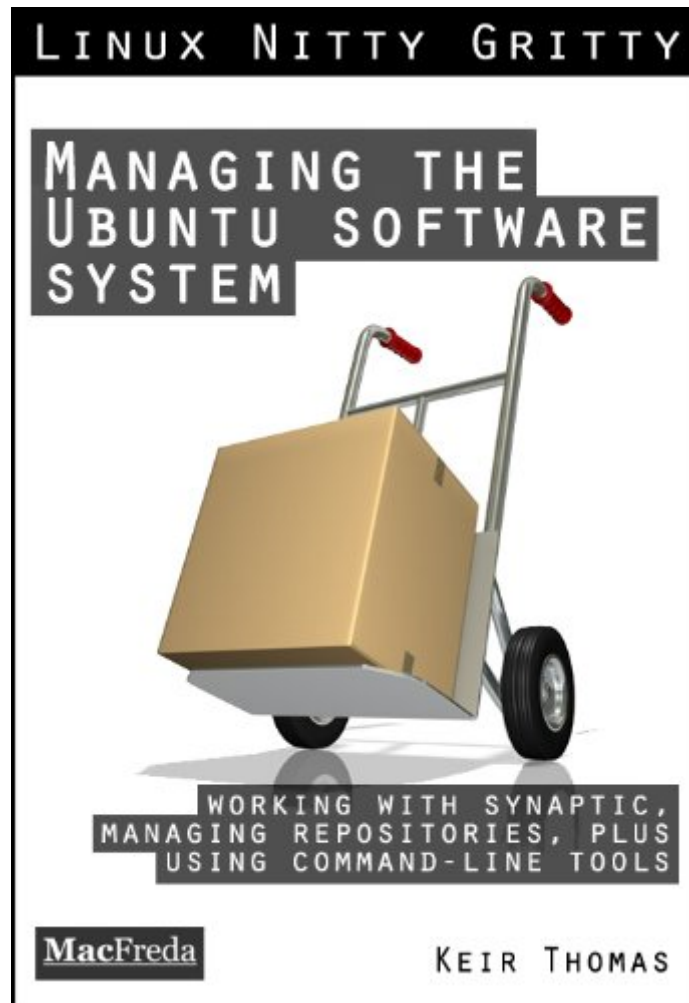 LINUX NITTY GRITTY
MANAGING THE
UBUNTU SOFTWARE
SYSTEM
WORKING WITH SYNAPTIC,
MANAGING REPOSITORIES, PLUS
USING COMMAND-LINE TOOLS
MacFreda
KEIR THOMAS